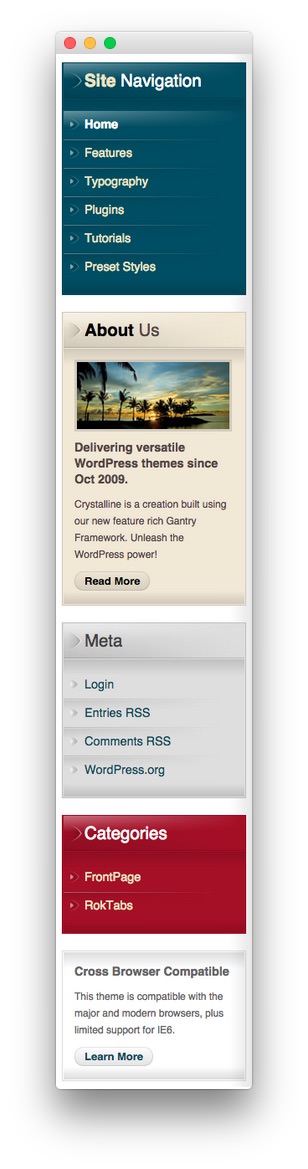 Site Navigation
Home
Features
Typography
Plugins
Tutorials
Preset Styles
About Us
Delivering versatile
WordPress themes since
Oct 2009.
Crystalline is a creation built using
our new feature rich Gantry
Framework. Unleash the
WordPress power!
Read More
Meta
Login
Entries RSS
Comments RSS
WordPress.org
Categories
FrontPage
RokTabs
Cross Browser Compatible
This theme is compatible with the
major and modern browsers, plus
limited support for IE6.
Learn More